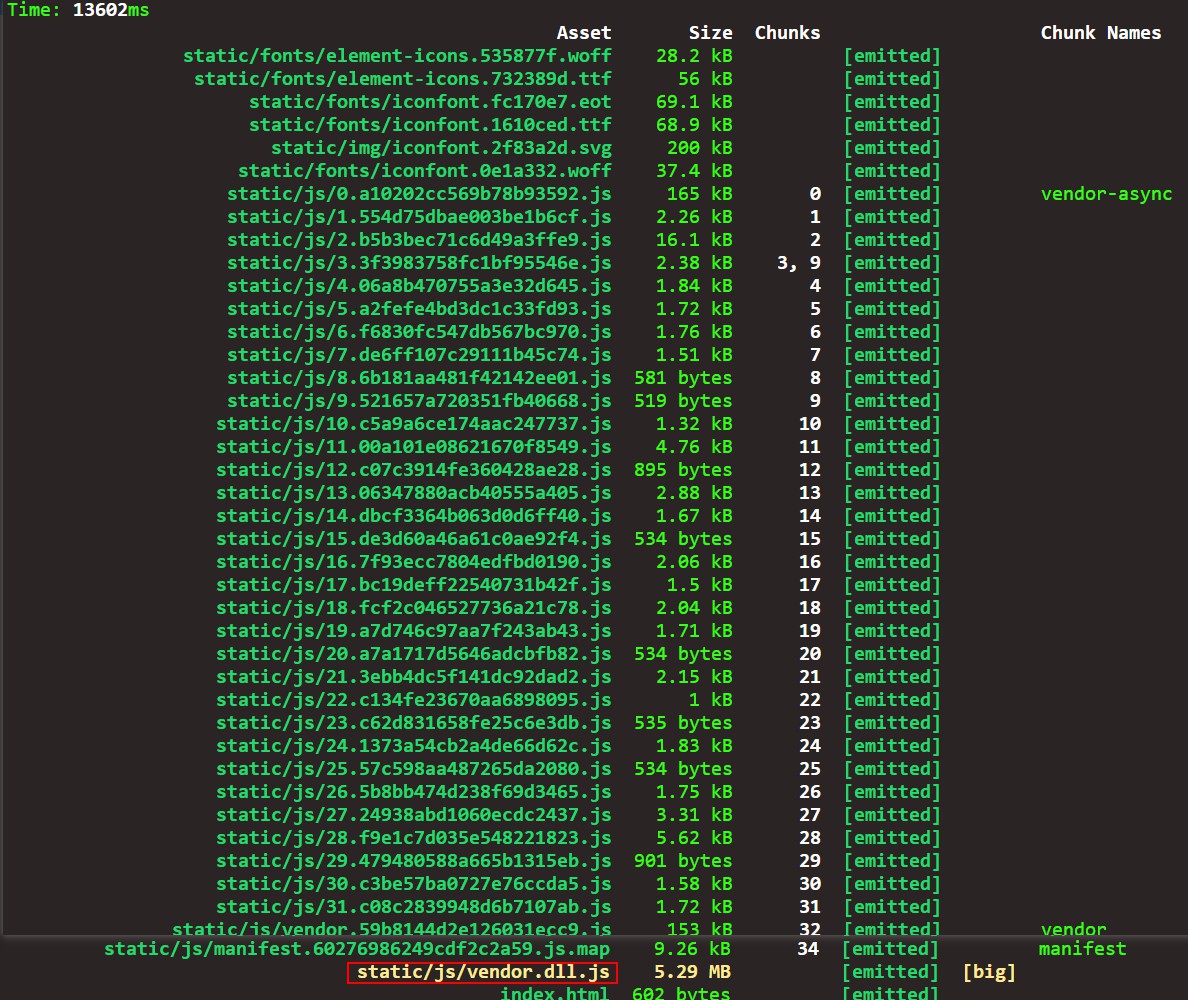 Time: 13602ms
Asset Size Chunks Chunk Names
static/fonts/element-icons.535877f.woff 28.2 kB [emitted]
static/fonts/element-icons.732389d.ttf 56 kB [emitted]
static/fonts/iconfont.fc170e7.eot 69.1 kB [emitted]
static/fonts/iconfont.1610ced.ttf 68.9 kB [emitted]
static/img/iconfont.2f83a2d.svg 200 kB [emitted]
static/fonts/iconfont.0e1a332.woff 37.4 kB [emitted]
static/js/0.a10202cc569b78b93592.js 165 kB 0 [emitted] vendor-async
static/js/1.554d75dbae003be1b6cf.js 2.26 kB 1 [emitted]
static/js/2.b5b3bec71c6d49a3ffe9.js 16.1 kB 2 [emitted]
static/js/3.3f3983758fc1bf95546e.js 2.38 kB 3, 9 [emitted]
static/js/4.06a8b470755a3e32d645.js 1.84 kB 4 [emitted]
static/js/5.a2fefe4bd3dc1c33fd93.js 1.72 kB 5 [emitted]
static/js/6.f6830fc547db567bc970.js 1.76 kB 6 [emitted]
static/js/7.de6ff107c29111b45c74.js 1.51 kB 7 [emitted]
static/js/8.6b181aa481f42142ee01.js 581 bytes 8 [emitted]
static/js/9.521657a720351fb40668.js 519 bytes 9 [emitted]
static/js/10.c5a9a6ce174aac247737.js 1.32 kB 10 [emitted]
static/js/11.00a101e08621670f8549.js 4.76 kB 11 [emitted]
static/js/12.c07c3914fe360428ae28.js 895 bytes 12 [emitted]
static/js/13.06347880acb40555a405.js 2.88 kB 13 [emitted]
static/js/14.dbcf3364b063d0d6ff40.js 1.67 kB 14 [emitted]
static/js/15.de3d60a46a61c0ae92f4.js 534 bytes 15 [emitted]
static/js/16.7f93ecc7804edfbd0190.js 2.06 kB 16 [emitted]
static/js/17.bc19deff22540731b42f.js 1.5 kB 17 [emitted]
static/js/18.fcf2c046527736a21c78.js 2.04 kB 18 [emitted]
static/js/19.a7d746c97aa7f243ab43.js 1.71 kB 19 [emitted]
static/js/20.a7a1717d5646adcbfb82.js 534 bytes 20 [emitted]
static/js/21.3ebb4dc5f141dc92dad2.js 2.15 kB 21 [emitted]
static/js/22.c134fe23670aa6898095.js 1 kB 22 [emitted]
static/js/23.c62d831658fe25c6e3db.js 535 bytes 23 [emitted]
static/js/24.1373a54cb2a4de66d62c.js 1.83 kB 24 [emitted]
static/js/25.57c598aa487265da2080.js 534 bytes 25 [emitted]
static/js/26.5b8bb474d238f69d3465.js 1.75 kB 26 [emitted]
static/js/27.24938abd1060ecdc2437.js 3.31 kB 27 [emitted]
static/js/28.f9e1c7d035e548221823.js 5.62 kB 28 [emitted]
static/js/29.479480588a665b1315eb.js 901 bytes 29 [emitted]
static/js/30.c3be57ba0727e76ccda5.js 1.58 kB 30 [emitted]
static/js/31.c08c2839948d6b7107ab.js 1.72 kB 31 [emitted]
static/js/vendor.59b8144d2e126031ecc9.js 153 kB 32 [emitted] vendor
static/js/manifest.60276986249cdf2c2a59.js.map 9.26 kB 34 [emitted] manifest
static/js/vendor.dll.js 5.29 MB [emitted] [big]
index.html 602 bytes [emitted]